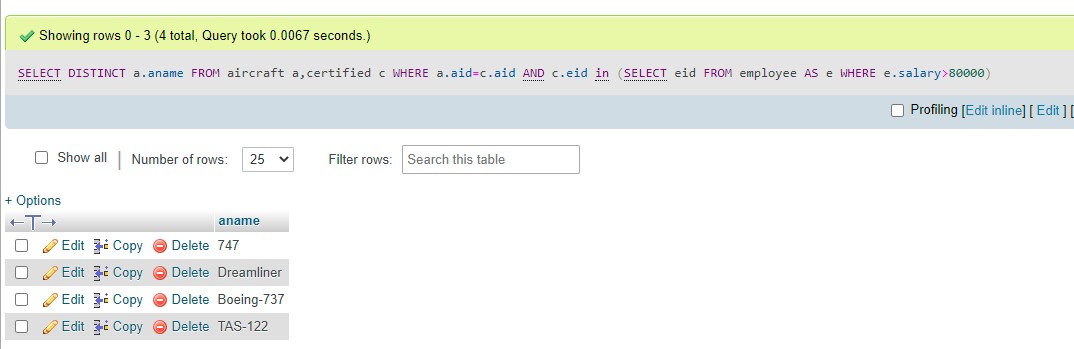 Showing rows 0 - 3 (4 total, Query took 0.0067 seconds.)
SELECT DISTINCT a.aname FROM aircraft a,certified c WHERE a.aid=c.aid AND c.eid in (SELECT eid FROM employee AS e WHERE e.salary>80000)
Profiling [Edit inline] [ Edit ] [
Show all | Number of rows: 25 Filter rows: Search this table
+ Options
←T→ aname
Edit Copy Delete 747
Edit Copy Delete Dreamliner
Edit Copy Delete Boeing-737
Edit Copy Delete TAS-122